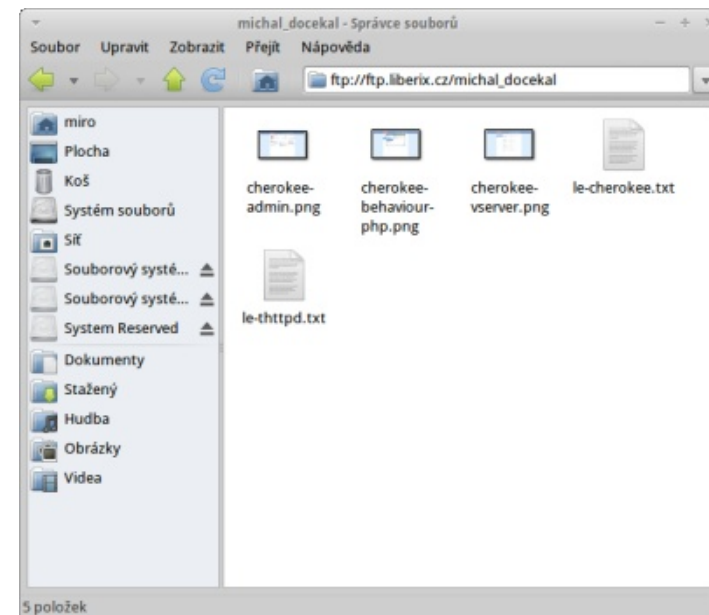 michal_docekal - Správce souborů
Soubor Upravit Zobrazit Přejít Nápověda
ftp://ftp.liberix.cz/michal_docekal
miro
Plocha
Koš
Systém souborů
Síť
Souborový systé...
Souborový systé...
System Reserved
Dokumenty
Stažený
Hudba
Obrázky
Videa
cherokee-
admin.png
cherokee-
behaviour-
php.png
cherokee-
vserver.png
le-cherokee.txt
le-thttpd.txt
5 položek